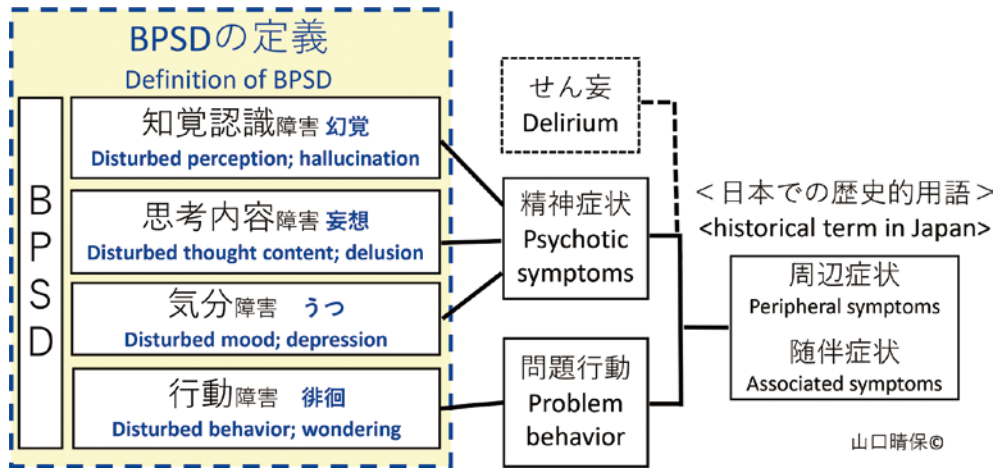 BPSDの定義
Definition of BPSD
BPSD
知覚認識障害 幻覚
Disturbed perception; hallucination
思考内容障害 妄想
Disturbed thought content; delusion
気分障害 うつ
Disturbed mood; depression
行動障害 徘徊
Disturbed behavior; wondering
せん妄
Delirium
精神症状
Psychotic
symptoms
問題行動
Problem
behavior
＜日本での歴史的用語＞
<historical term in Japan>
周辺症状
Peripheral symptoms
随伴症状
Associated symptoms
山口晴保©